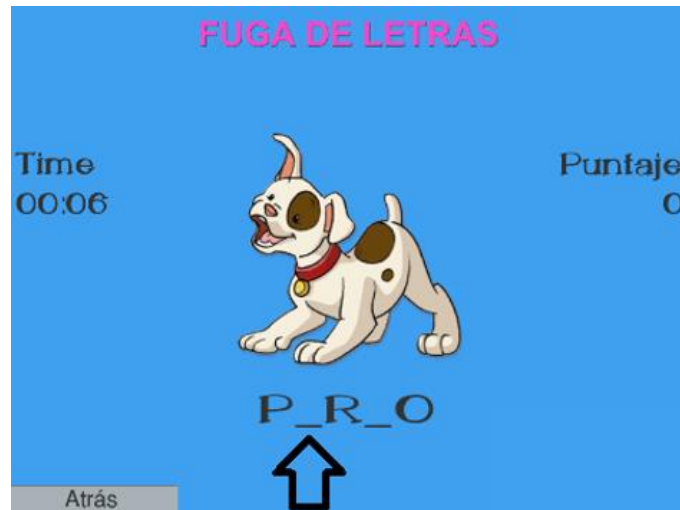 FUGA DE LETRAS
Time
00:06
Puntaje
0
P_R_O
Atrás